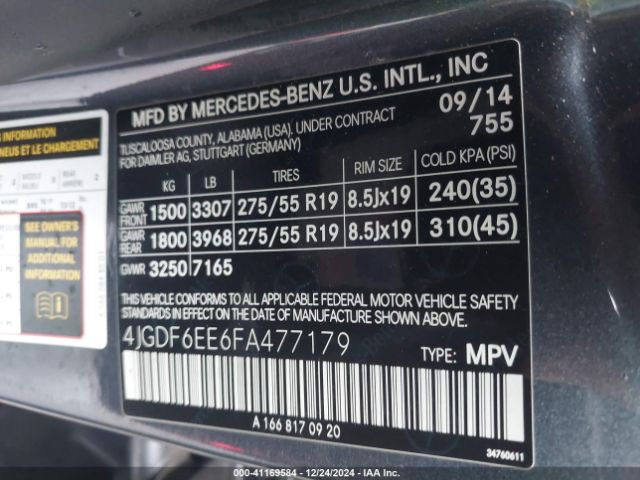 MFD BY MERCEDES-BENZ U.S. INTL., INC
TUSCALOOSA COUNTY, ALABAMA (USA). UNDER CONTRACT 09/14
FOR DAIMLER AG, STUTTGART (GERMANY) 755
KG LB TIRES RIM SIZE COLD KPA(PSI)
GAWR FRONT 1500 3307 275/55 R19 8.5Jx19 240(35)
GAWR REAR 1800 3968 275/55 R19 8.5Jx19 310(45)
GVWR 3250 7165
THIS VEHICLE CONFORMS TO ALL APPLICABLE FEDERAL MOTOR VEHICLE SAFETY
STANDARDS IN EFFECT ON THE DATE OF MANUFACTURE SHOWN ABOVE.
4JGDF6EE6FA477179
TYPE: MPV
A 166 817 09 20
34760611
INFORMATION
PNEUS ET LE CHARGEMENT
SEE OWNER'S
MANUAL FOR
ADDITIONAL
INFORMATION
000-41169584 - 12/24/2024 - IAA Inc.